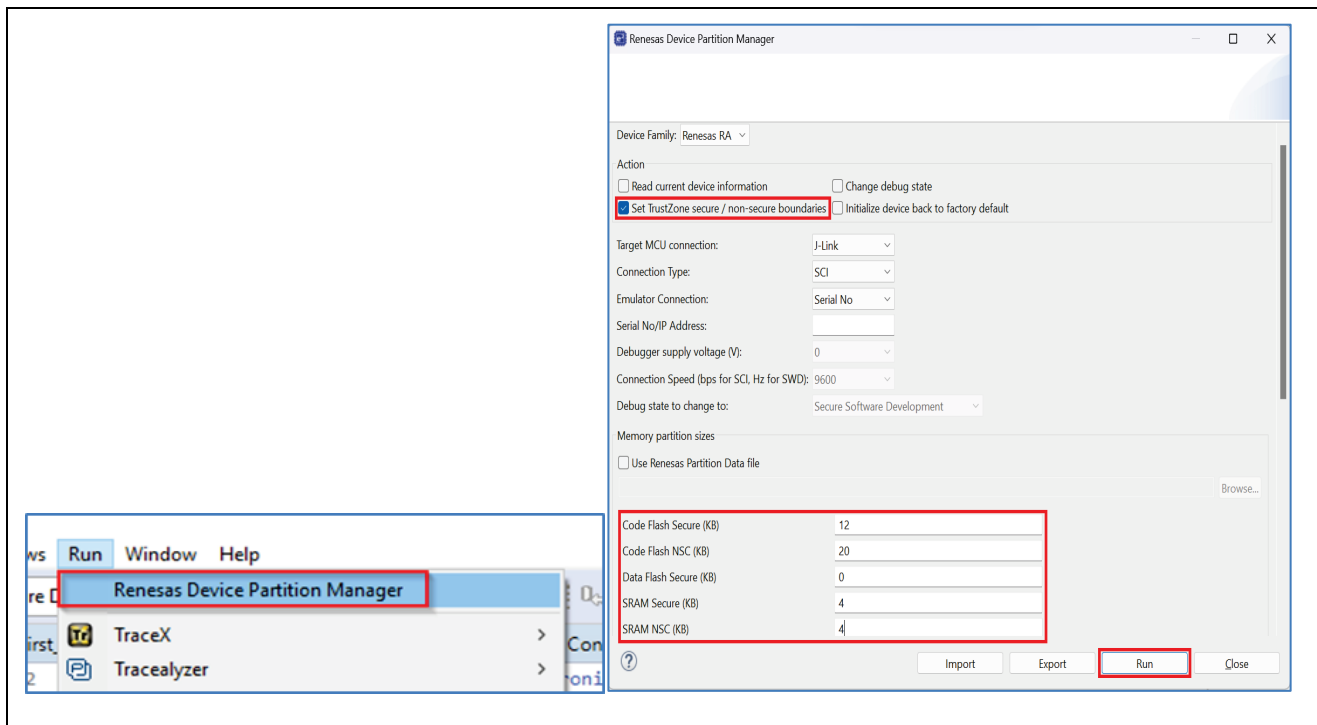 ws Run Window Help
re D
Renesas Device Partition Manager
irst_
TraceX
Con
2
Tracealyzer
oni
Renesas Device Partition Manager
Device Family: Renesas RA
Action
Read current device information
Change debug state
Set TrustZone secure / non-secure boundaries
Initialize device back to factory default
Target MCU connection: J-Link
Connection Type: SCI
Emulator Connection: Serial No
Serial No/IP Address:
Debugger supply voltage (V): 0
Connection Speed (bps for SCI, Hz for SWD): 9600
Debug state to change to: Secure Software Development
Memory partition sizes
Use Renesas Partition Data file
Browse...
Code Flash Secure (KB) 12
Code Flash NSC (KB) 20
Data Flash Secure (KB) 0
SRAM Secure (KB) 4
SRAM NSC (KB) 4
Import Export Run Close